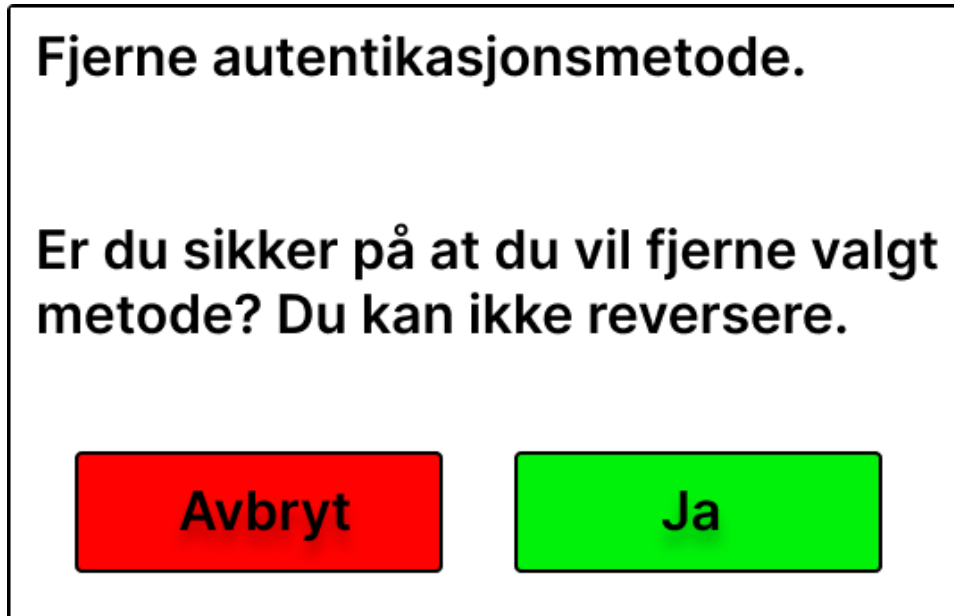 Fjerne autentikasjonsmetode.
Er du sikker på at du vil fjerne valgt
metode? Du kan ikke reversere.
Avbryt
Ja